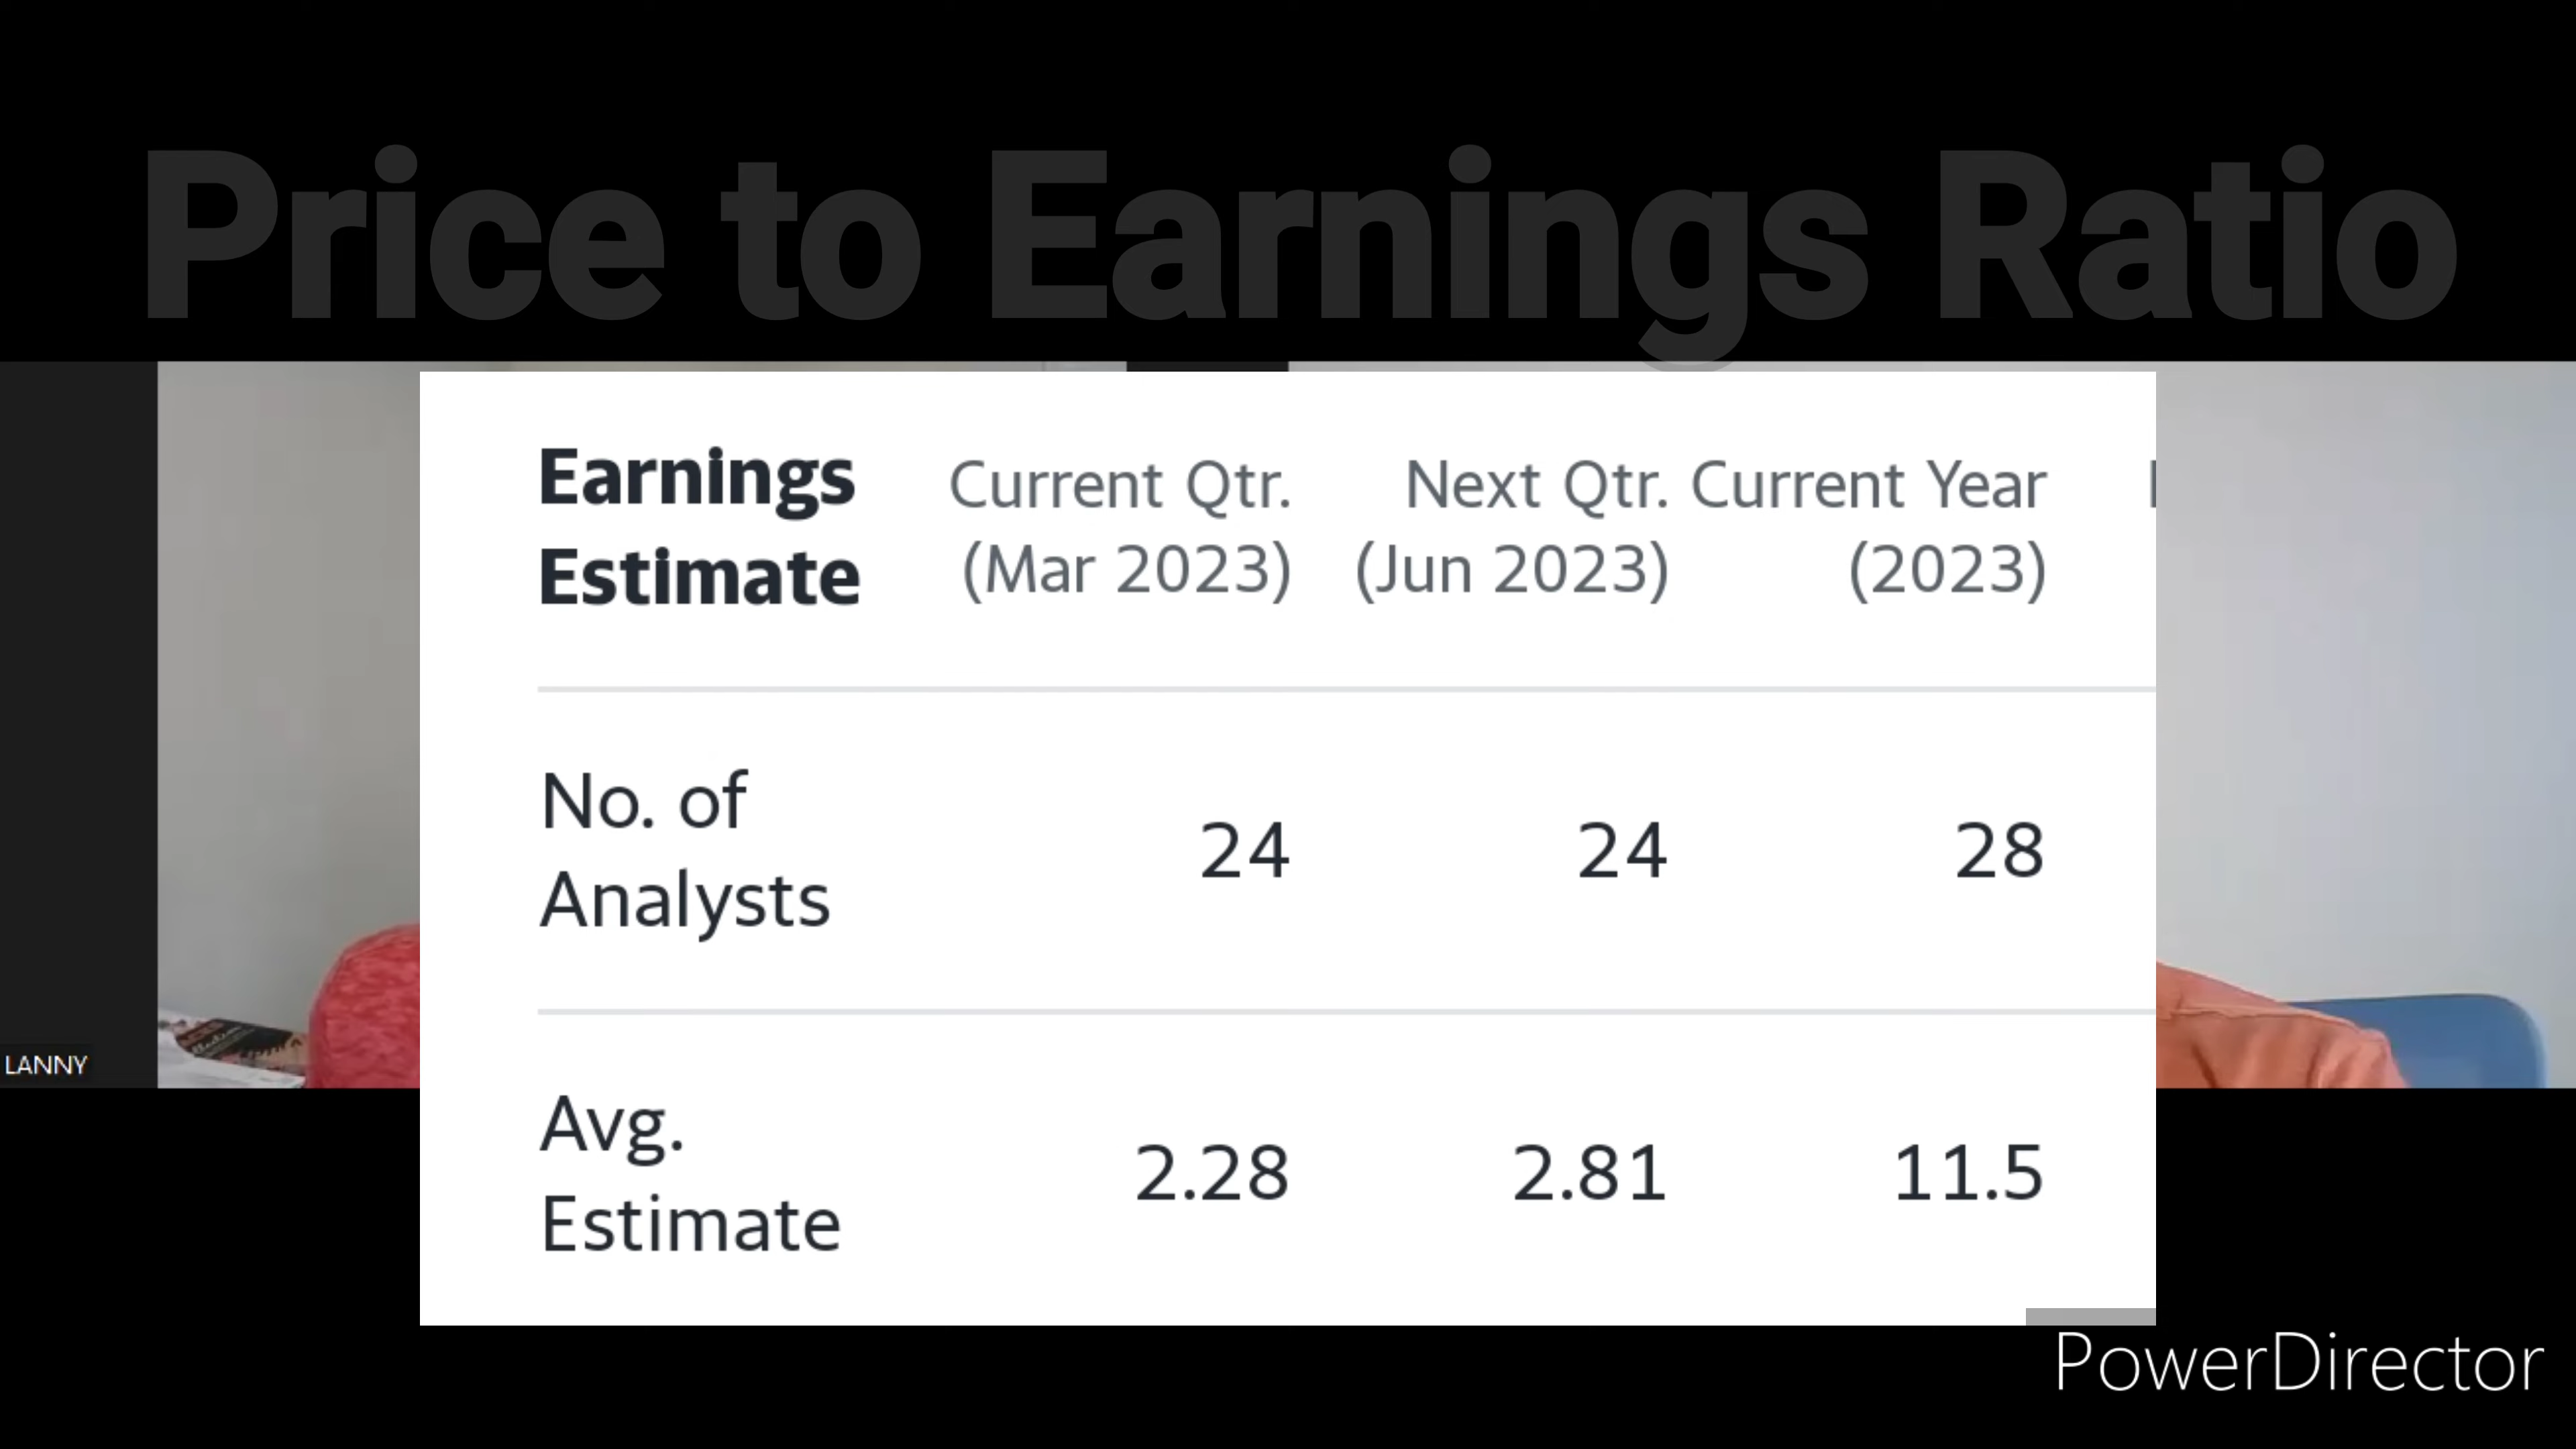 Price to Earnings Ratio
Earnings Estimate
Current Qtr. (Mar 2023)
Next Qtr. (Jun 2023)
Current Year (2023)
No. of Analysts
24 24 28
Avg. Estimate
2.28 2.81 11.5
LANNY
PowerDirector